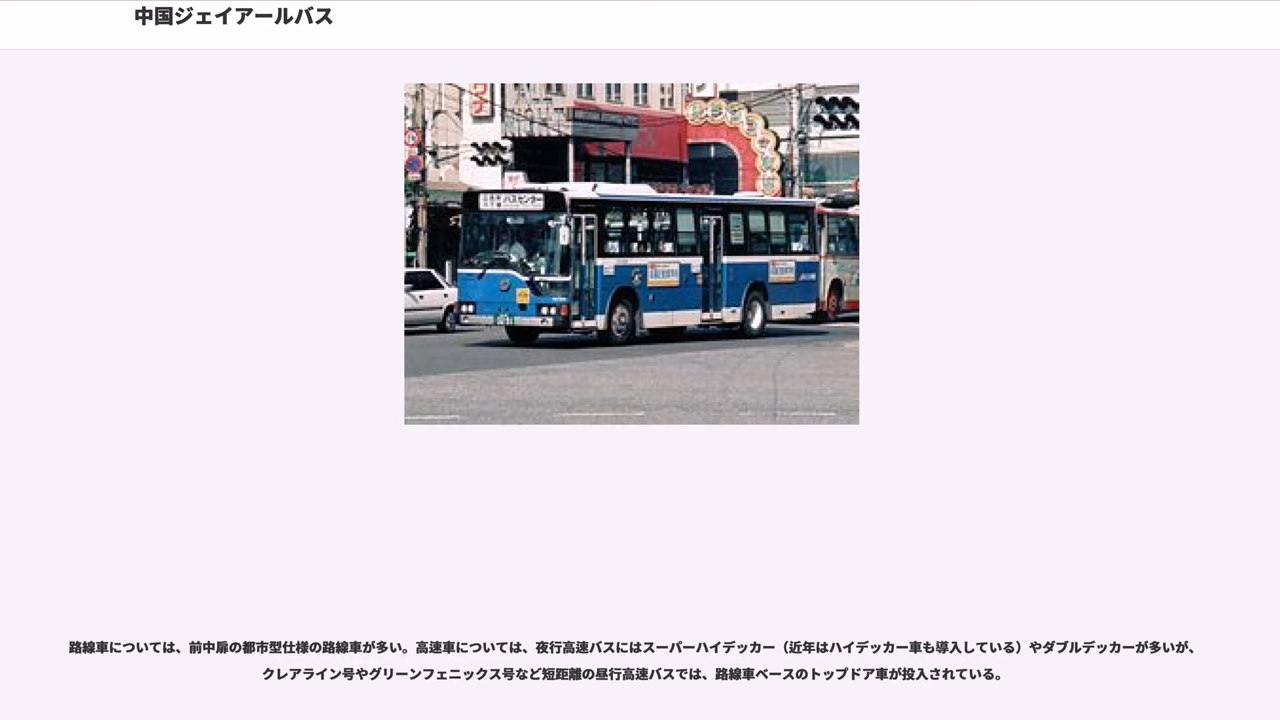 中国ジェイアールバス
バスセンター
路線車については、前中扉の都市型仕様の路線車が多い。高速車については、夜行高速バスにはスーパーハイデッカー（近年はハイデッカー車も導入している）やダブルデッカーが多いが、
クレアライン号やグリーンフェニックス号など短距離の昼行高速バスでは、路線車ベースのトップドア車が投入されている。